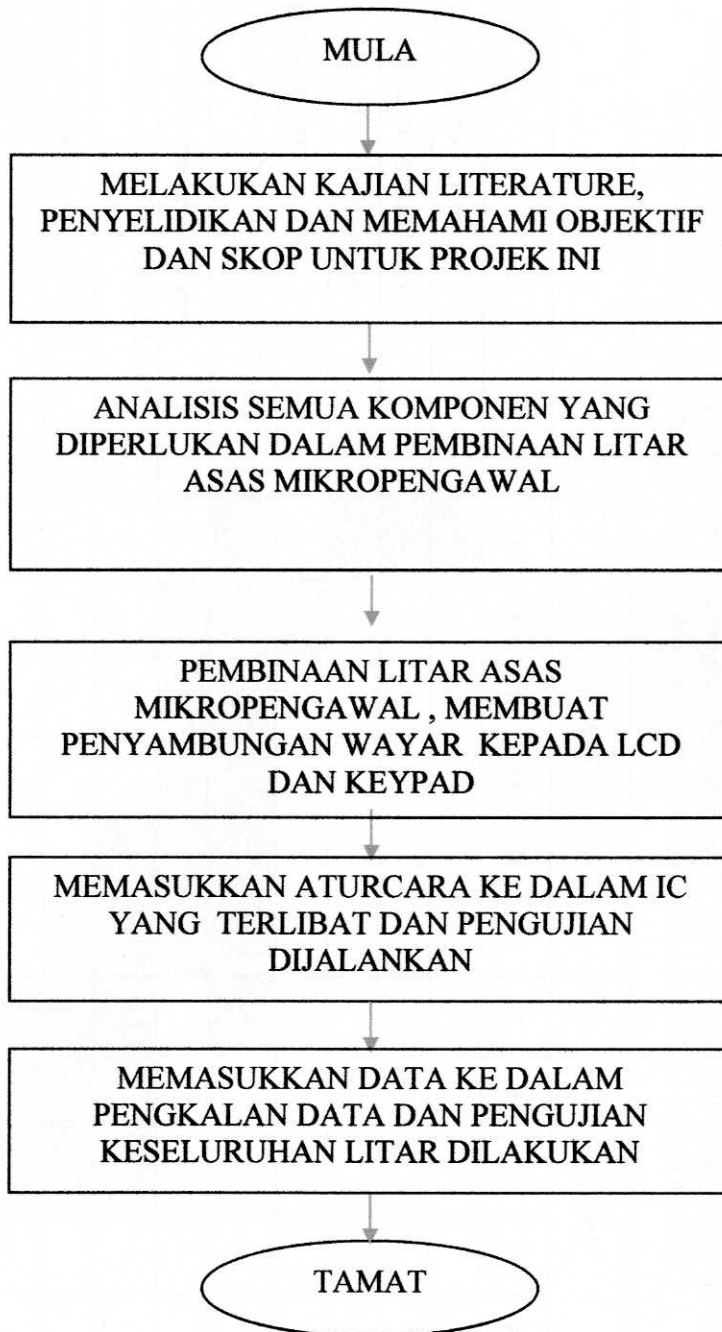 MULA
MELAKUKAN KAJIAN LITERATURE,
PENYELIDIKAN DAN MEMAHAMI OBJEKTIF
DAN SKOP UNTUK PROJEK INI
ANALISIS SEMUA KOMPONEN YANG
DIPERLUKAN DALAM PEMBINAAN LITAR
ASAS MIKROPENGAWAL
PEMBINAAN LITAR ASAS
MIKROPENGAWAL , MEMBUAT
PENYAMBUNGAN WAYAR KEPADA LCD
DAN KEYPAD
MEMASUKKAN ATURCARA KE DALAM IC
YANG TERLIBAT DAN PENGUJIAN
DIJALANKAN
MEMASUKKAN DATA KE DALAM
PENGKALAN DATA DAN PENGUJIAN
KESELURUHAN LITAR DILAKUKAN
TAMAT